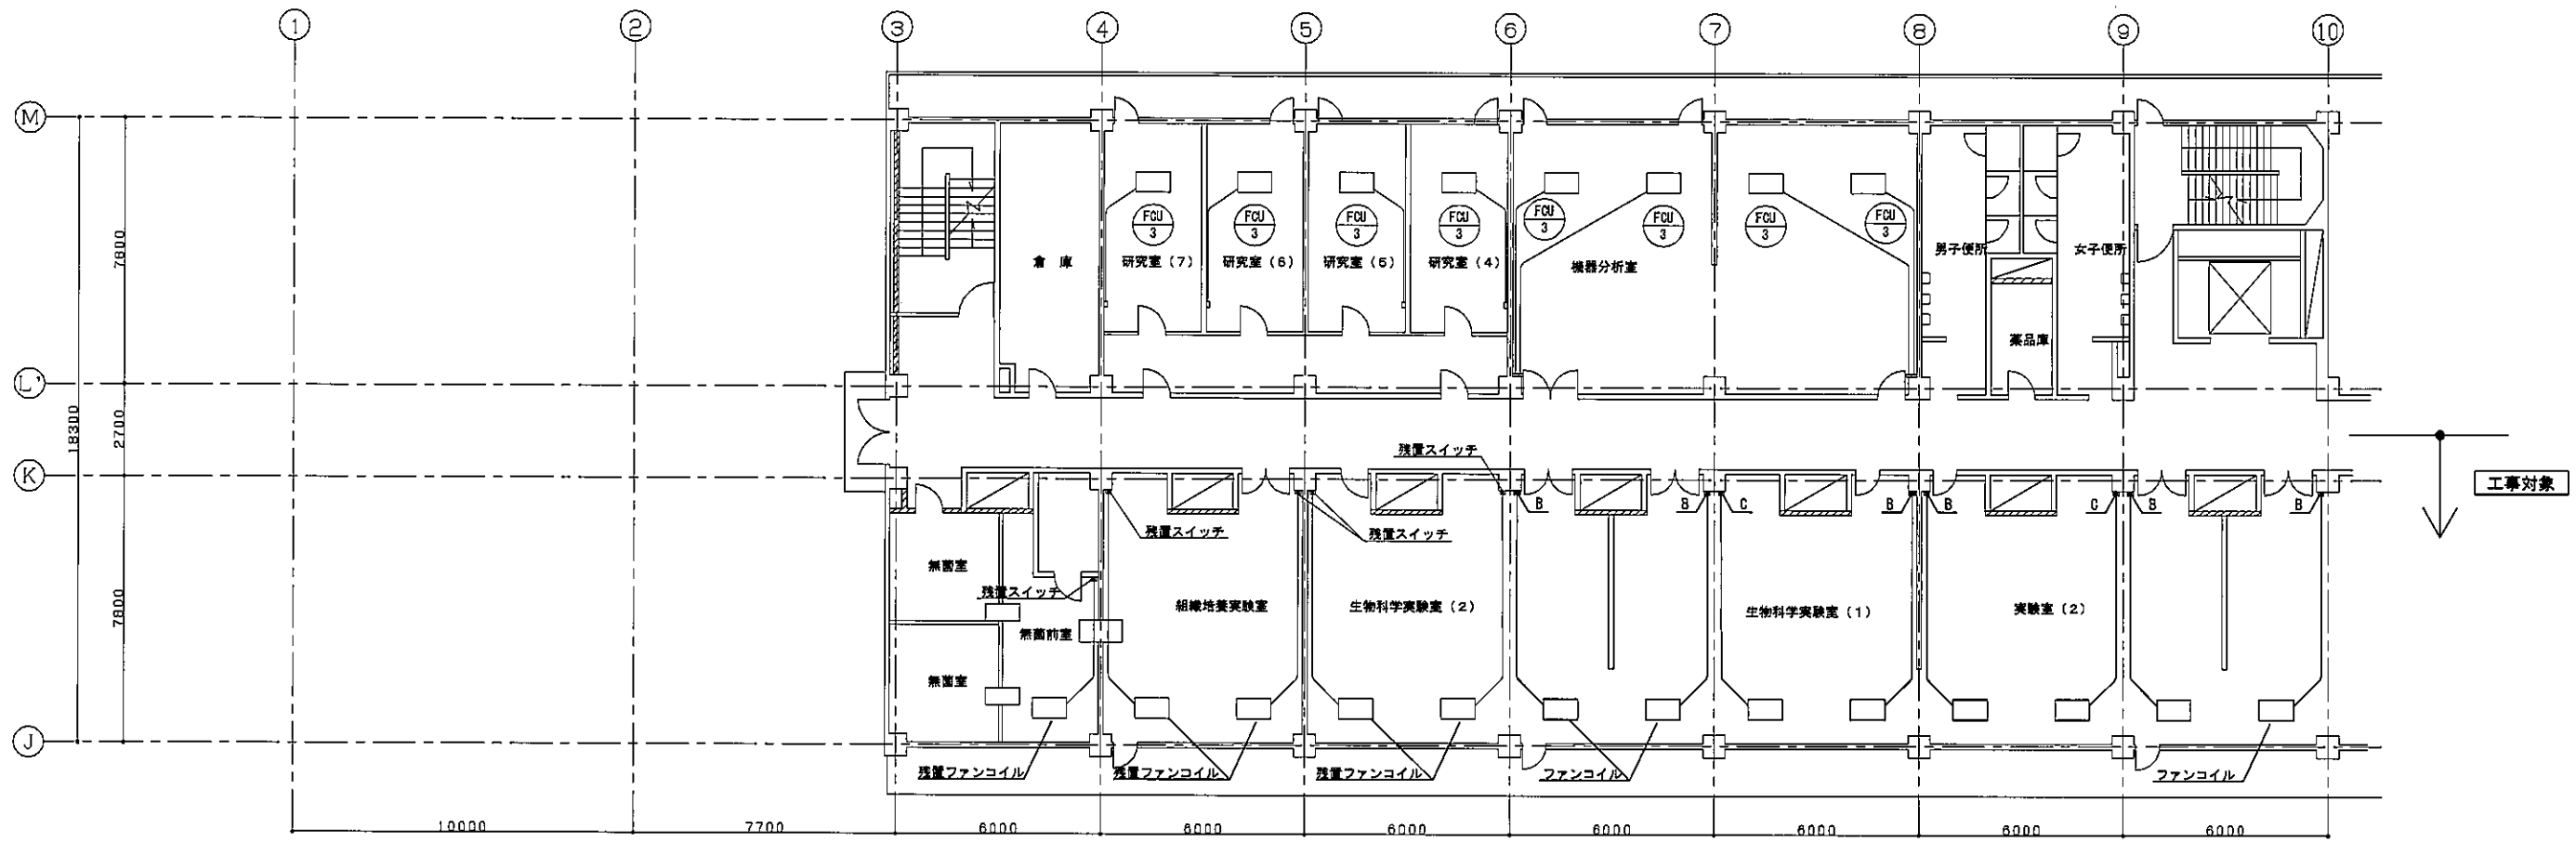 1 2 3 4 5 6 7 8 9 10
M
FCU 3 FCU 3 FCU 3 FCU 3 FCU 3 FCU 3 FCU 3 FCU 3
7800
倉 庫
研究室（7）
研究室（6）
研究室（5）
研究室（4）
機器分析室
男子便所
女子便所
薬品庫
L'
18300
2700
残置スイッチ
K
工事対象
B B C B B C B B
残置スイッチ
残置スイッチ
無菌室
残置スイッチ
組織培養実験室
生物科学実験室（2）
生物科学実験室（1）
実験室（2）
7800
無菌前室
無菌室
J
残置ファンコイル
残置ファンコイル
残置ファンコイル
ファンコイル
ファンコイル
10000 7700 6000 6000 6000 6000 6000 6000 6000